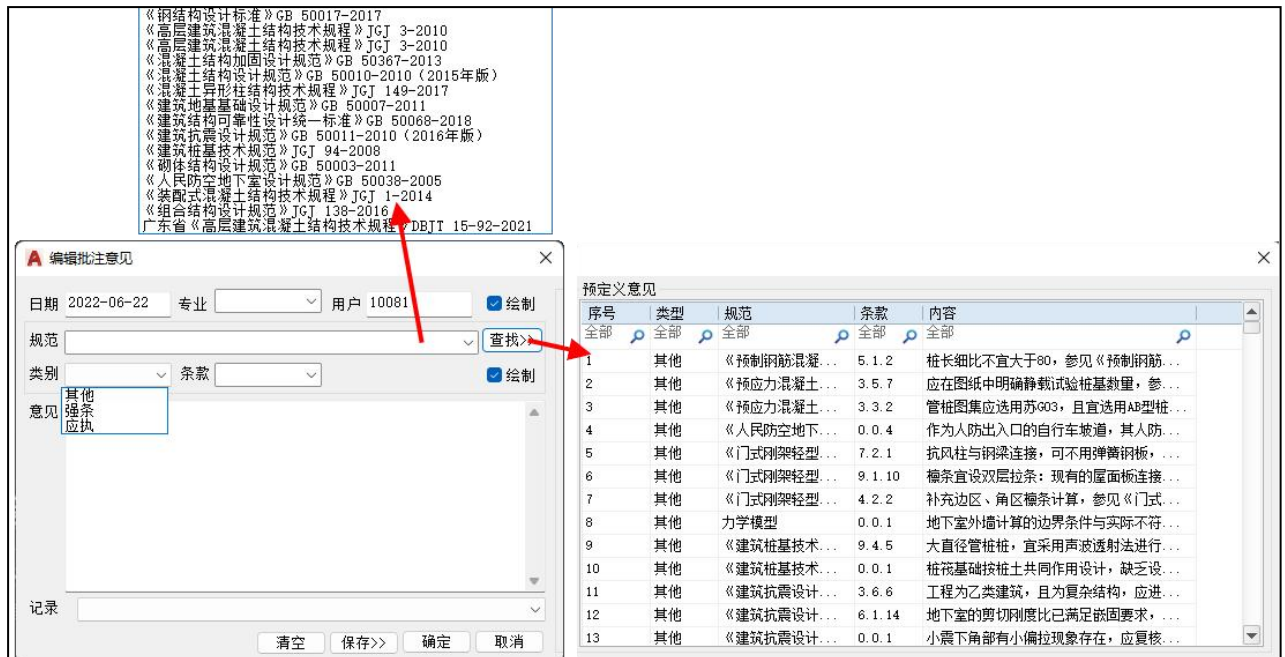 《钢结构设计标准》GB 50017-2017
《高层建筑混凝土结构技术规程》JGJ 3-2010
《高层建筑混凝土结构技术规程》JGJ 3-2010
《混凝土结构加固设计规范》GB 50367-2013
《混凝土结构设计规范》GB 50010-2010（2015年版）
《混凝土异形柱结构技术规程》JGJ 149-2017
《建筑地基基础设计规范》GB 50007-2011
《建筑结构可靠性设计统一标准》GB 50068-2018
《建筑抗震设计规范》GB 50011-2010（2016年版）
《建筑桩基技术规范》JGJ 94-2008
《砌体结构设计规范》GB 50003-2011
《人民防空地下室设计规范》GB 50038-2005
《装配式混凝土结构技术规程》JGJ 1-2014
《组合结构设计规范》JGJ 138-2016
广东省《高层建筑混凝土结构技术规程》DBJT 15-92-2021
编辑批注意见
日期 2022-06-22 专业 用户 10081 绘制
规范 查找>>
类别 条款 绘制
其他
强条
应执
意见
记录
清空 保存>> 确定 取消
预定义意见
序号 类型 规范 条款 内容
全部 全部 全部 全部 全部
1 其他 《预制钢筋混凝... 5.1.2 桩长细比不宜大于80，参见《预制钢筋...
2 其他 《预应力混凝土... 3.5.7 应在图纸中明确静载试验桩基数量，参...
3 其他 《预应力混凝土... 3.3.2 管桩图集应选用苏G03，且宜选用AB型桩...
4 其他 《人民防空地下... 0.0.4 作为人防出入口的自行车坡道，其人防...
5 其他 《门式刚架轻型... 7.2.1 抗风柱与钢梁连接，可不用弹簧钢板，...
6 其他 《门式刚架轻型... 9.1.10 檩条宜设双层拉条：现有的屋面板连接...
7 其他 《门式刚架轻型... 4.2.2 补充边区、角区檩条计算，参见《门式...
8 其他 力学模型 0.0.1 地下室外墙计算的边界条件与实际不符...
9 其他 《建筑桩基技术... 9.4.5 大直径管桩桩，宜采用声波透射法进行...
10 其他 《建筑桩基技术... 0.0.1 桩筏基础按桩土共同作用设计，缺乏设...
11 其他 《建筑抗震设计... 3.6.6 工程为乙类建筑，且为复杂结构，应进...
12 其他 《建筑抗震设计... 6.1.14 地下室的剪切刚度比已满足嵌固要求，...
13 其他 《建筑抗震设计... 0.0.1 小震下角部有小偏拉现象存在，应复核...